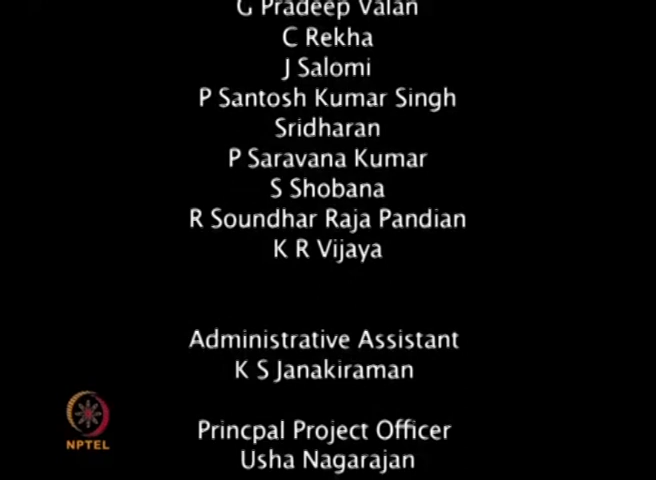 G Pradeep Valan
C Rekha
J Salomi
P Santosh Kumar Singh
Sridharan
P Saravana Kumar
S Shobana
R Soundhar Raja Pandian
K R Vijaya
Administrative Assistant
K S Janakiraman
Princpal Project Officer
Usha Nagarajan
NPTEL